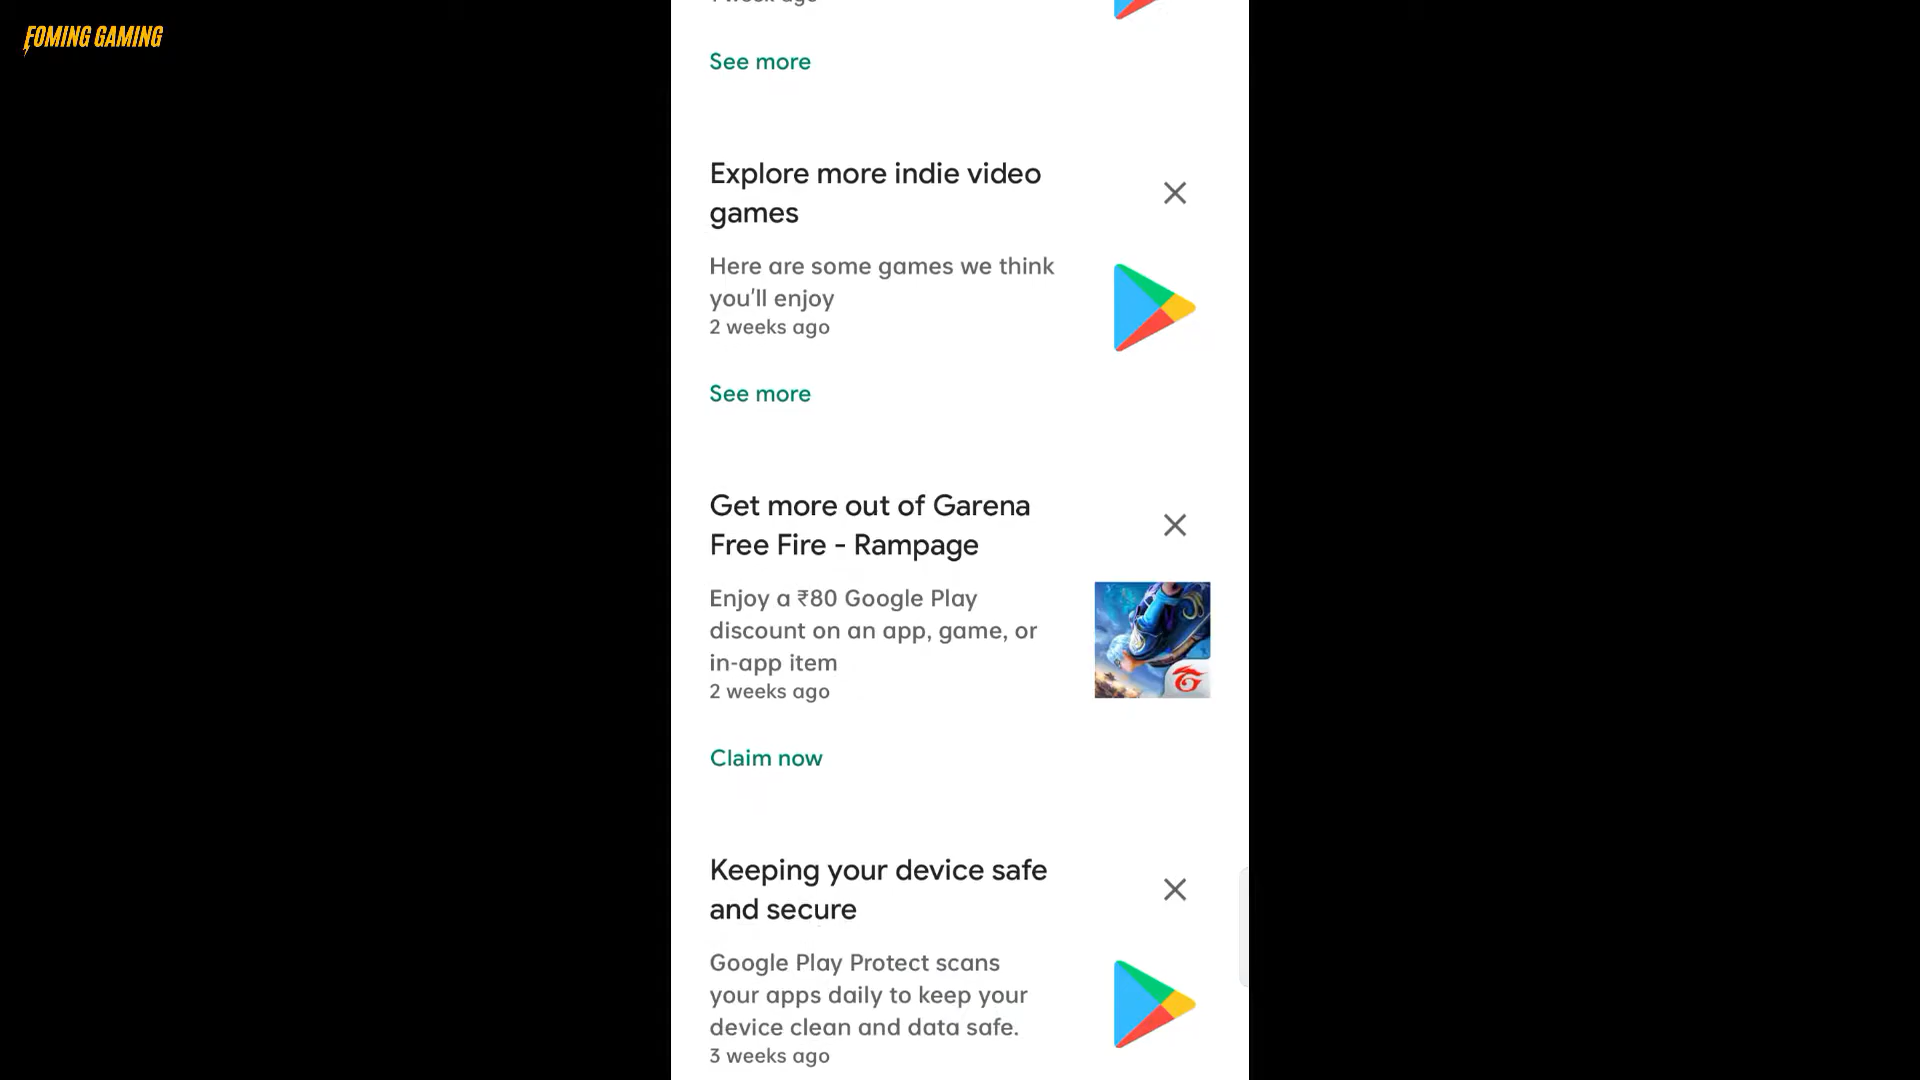 FOMING GAMING
1 week ago
See more
Explore more indie video
games
Here are some games we think
you'll enjoy
2 weeks ago
See more
Get more out of Garena
Free Fire - Rampage
Enjoy a ₹80 Google Play
discount on an app, game, or
in-app item
2 weeks ago
Claim now
Keeping your device safe
and secure
Google Play Protect scans
your apps daily to keep your
device clean and data safe.
3 weeks ago